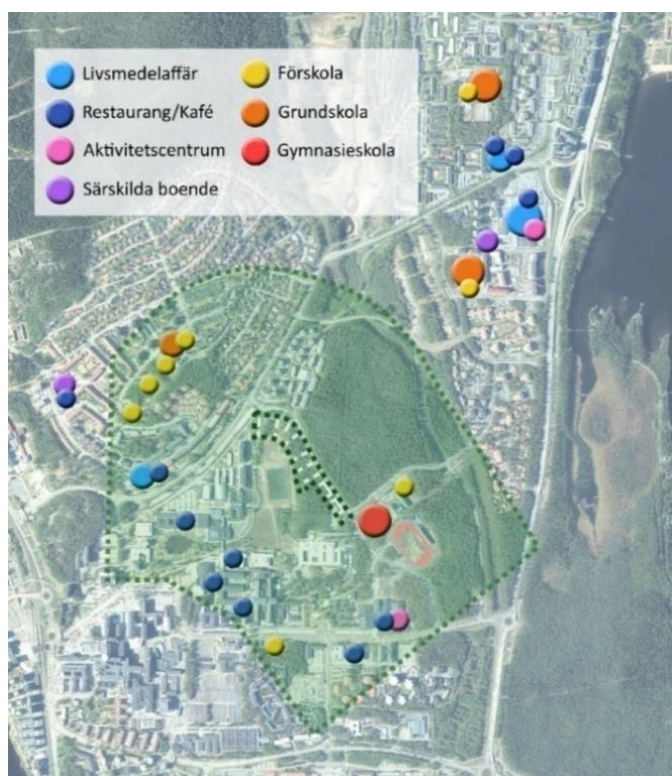 Livsmedelaffär
Restaurang/Kafé
Aktivitetscentrum
Särskilda boende
Förskola
Grundskola
Gymnasieskola